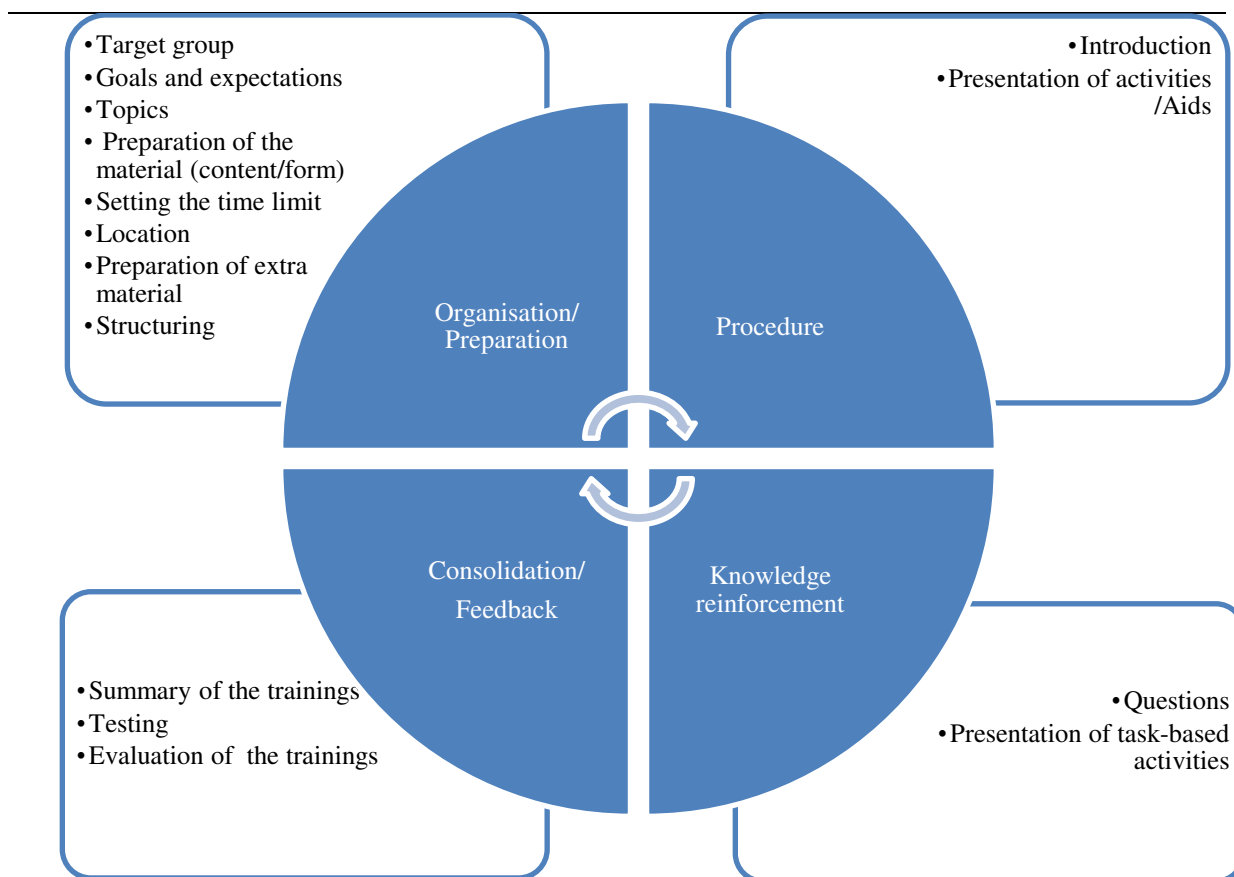 •Target group
•Goals and expectations
•Topics
• Preparation of the
material (content/form)
•Setting the time limit
•Location
•Preparation of extra
material
•Structuring
•Introduction
•Presentation of activities
/Aids
Organisation/
Preparation
Procedure
Consolidation/
Feedback
Knowledge
reinforcement
•Summary of the trainings
•Testing
•Evaluation of  the trainings
•Questions
•Presentation of task-based
activities